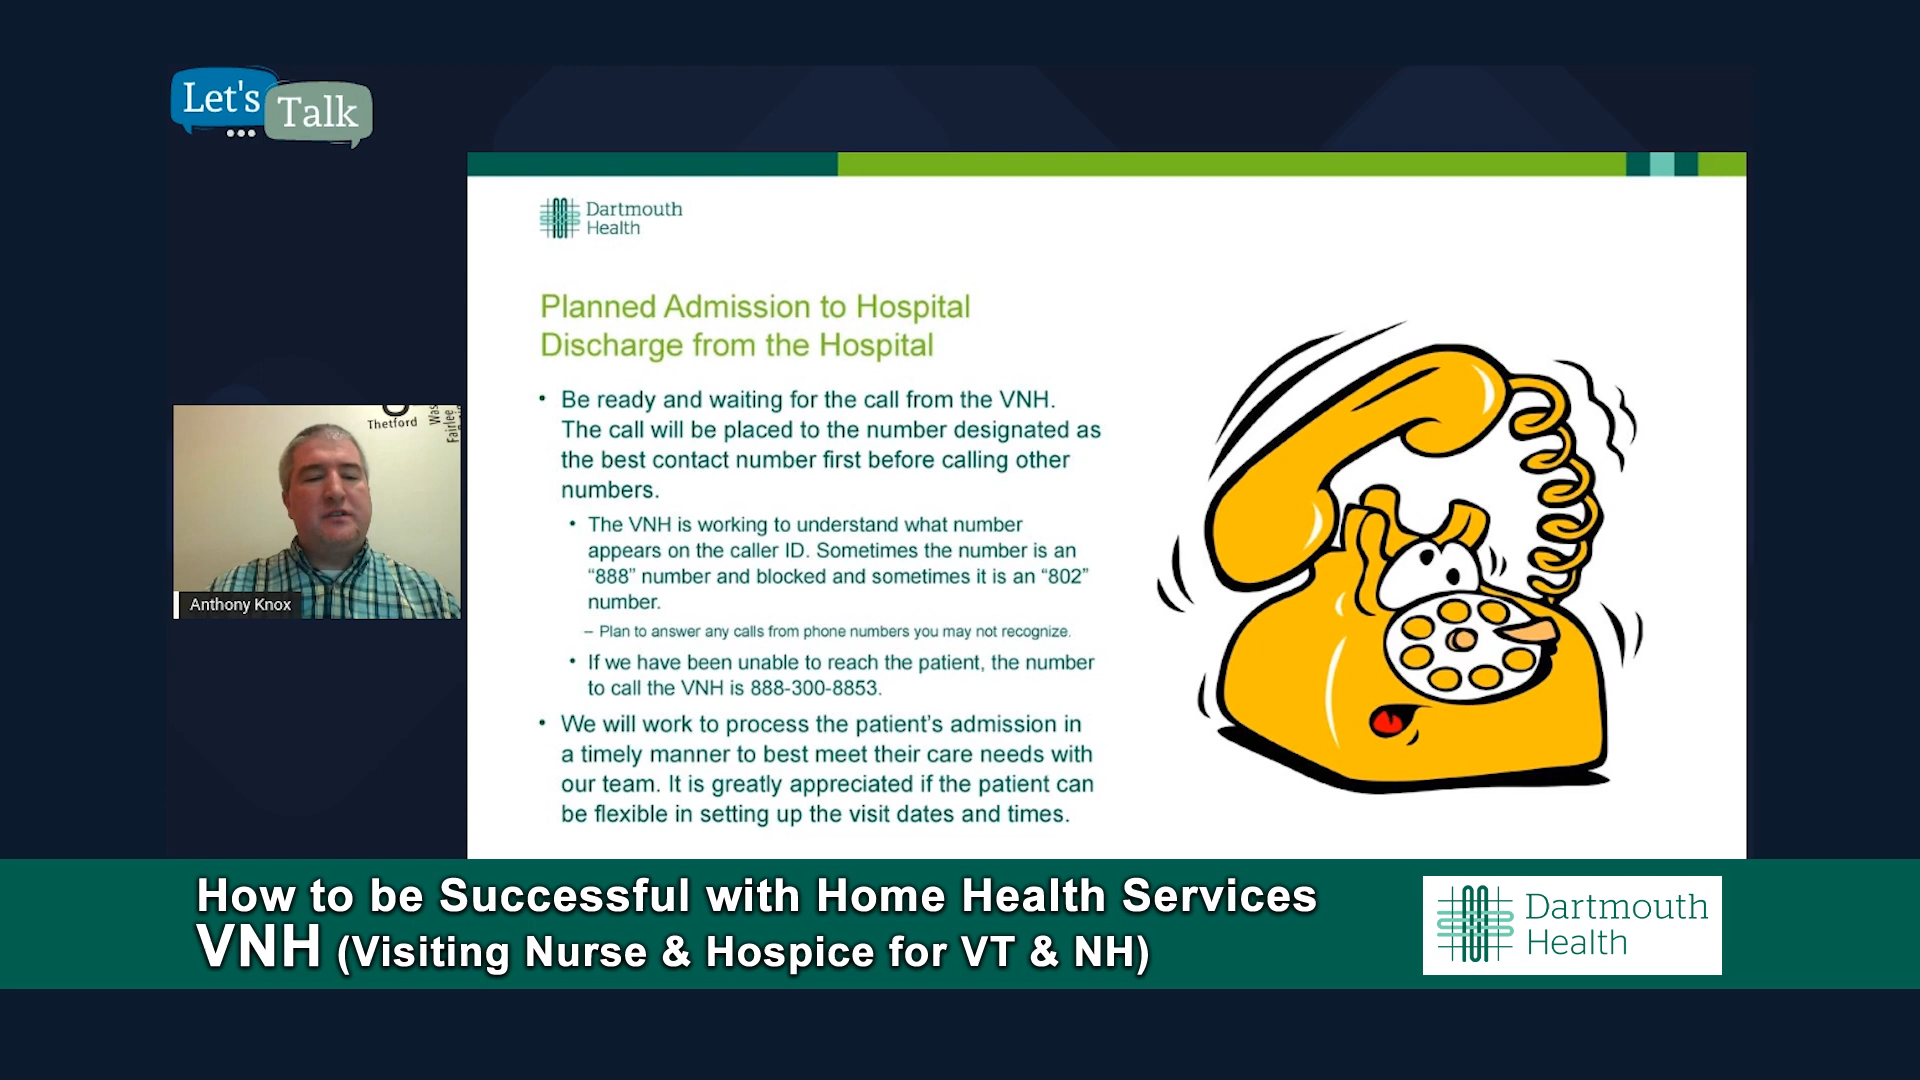 Let's
Talk
Dartmouth
Health
Planned Admission to Hospital
Discharge from the Hospital
• Be ready and waiting for the call from the VNH.
The call will be placed to the number designated as
the best contact number first before calling other
numbers.
• The VNH is working to understand what number
appears on the caller ID. Sometimes the number is an
“888” number and blocked and sometimes it is an “802”
number.
– Plan to answer any calls from phone numbers you may not recognize.
• If we have been unable to reach the patient, the number
to call the VNH is 888-300-8853.
• We will work to process the patient’s admission in
a timely manner to best meet their care needs with
our team. It is greatly appreciated if the patient can
be flexible in setting up the visit dates and times.
Thetford
Fairlee
Anthony Knox
How to be Successful with Home Health Services
VNH (Visiting Nurse & Hospice for VT & NH)
Dartmouth
Health